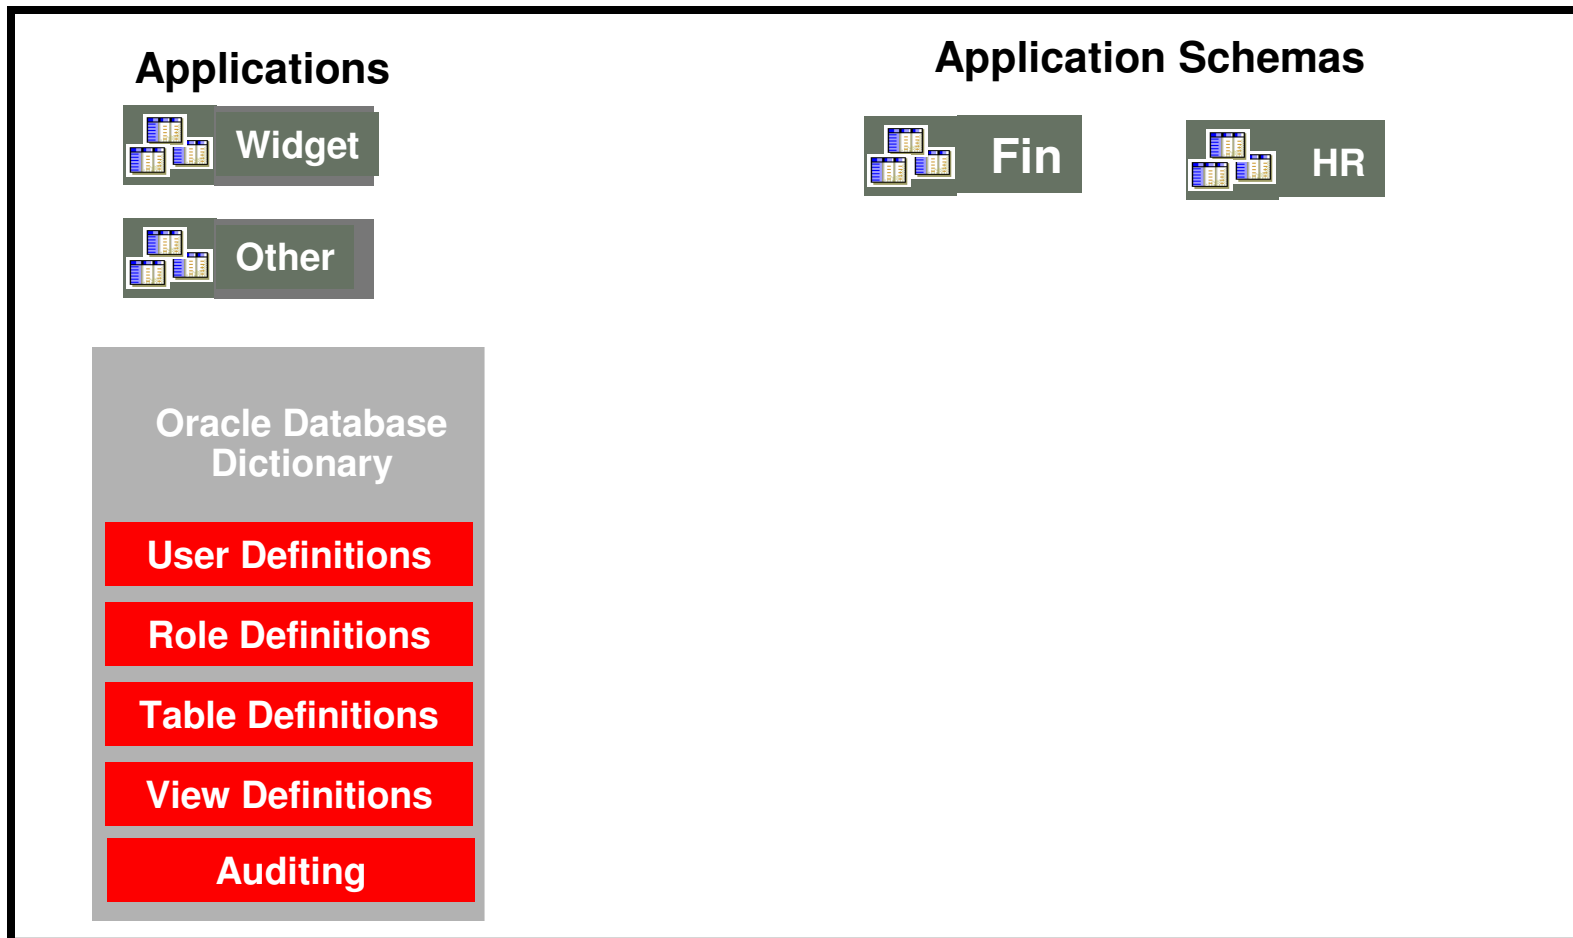 Applications
Application Schemas
Widget
Fin
HR
Other
Oracle Database
Dictionary
User Definitions
Role Definitions
Table Definitions
View Definitions
Auditing